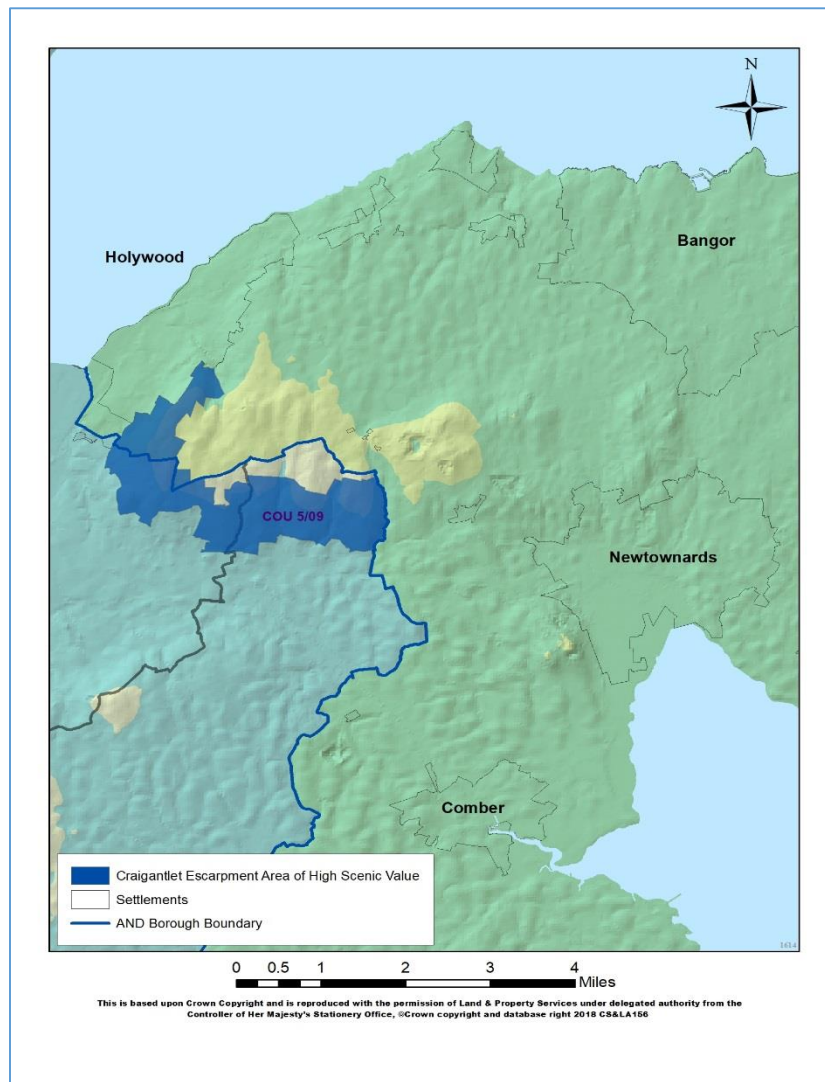 N
Bangor
Holywood
COU 5/09
Newtownards
Comber
Craigantlet Escarpment Area of High Scenic Value
Settlements
AND Borough Boundary
1614
0 0.5 1 2 3 4
Miles
This is based upon Crown Copyright and is reproduced with the permission of Land & Property Services under delegated authority from the
Controller of Her Majesty's Stationery Office, ©Crown copyright and database right 2018 CS&LA156